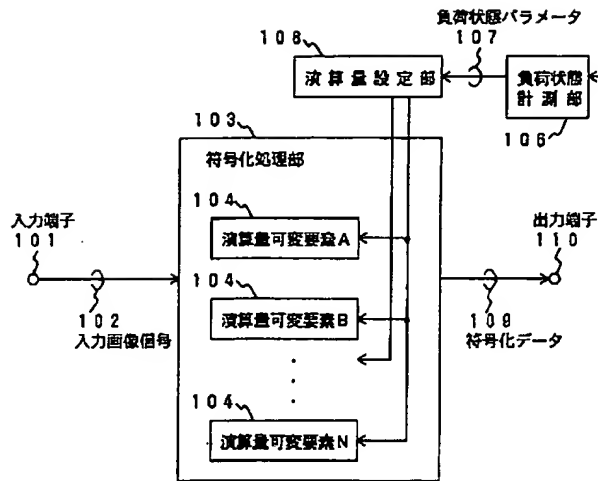 負荷状態パラメータ
108
107
演算量設定部
負荷状態
計測部
106
103
符号化処理部
入力端子
101
104
演算量可変要素A
出力端子
110
104
演算量可変要素B
102
入力画像信号
109
符号化データ
104
演算量可変要素N